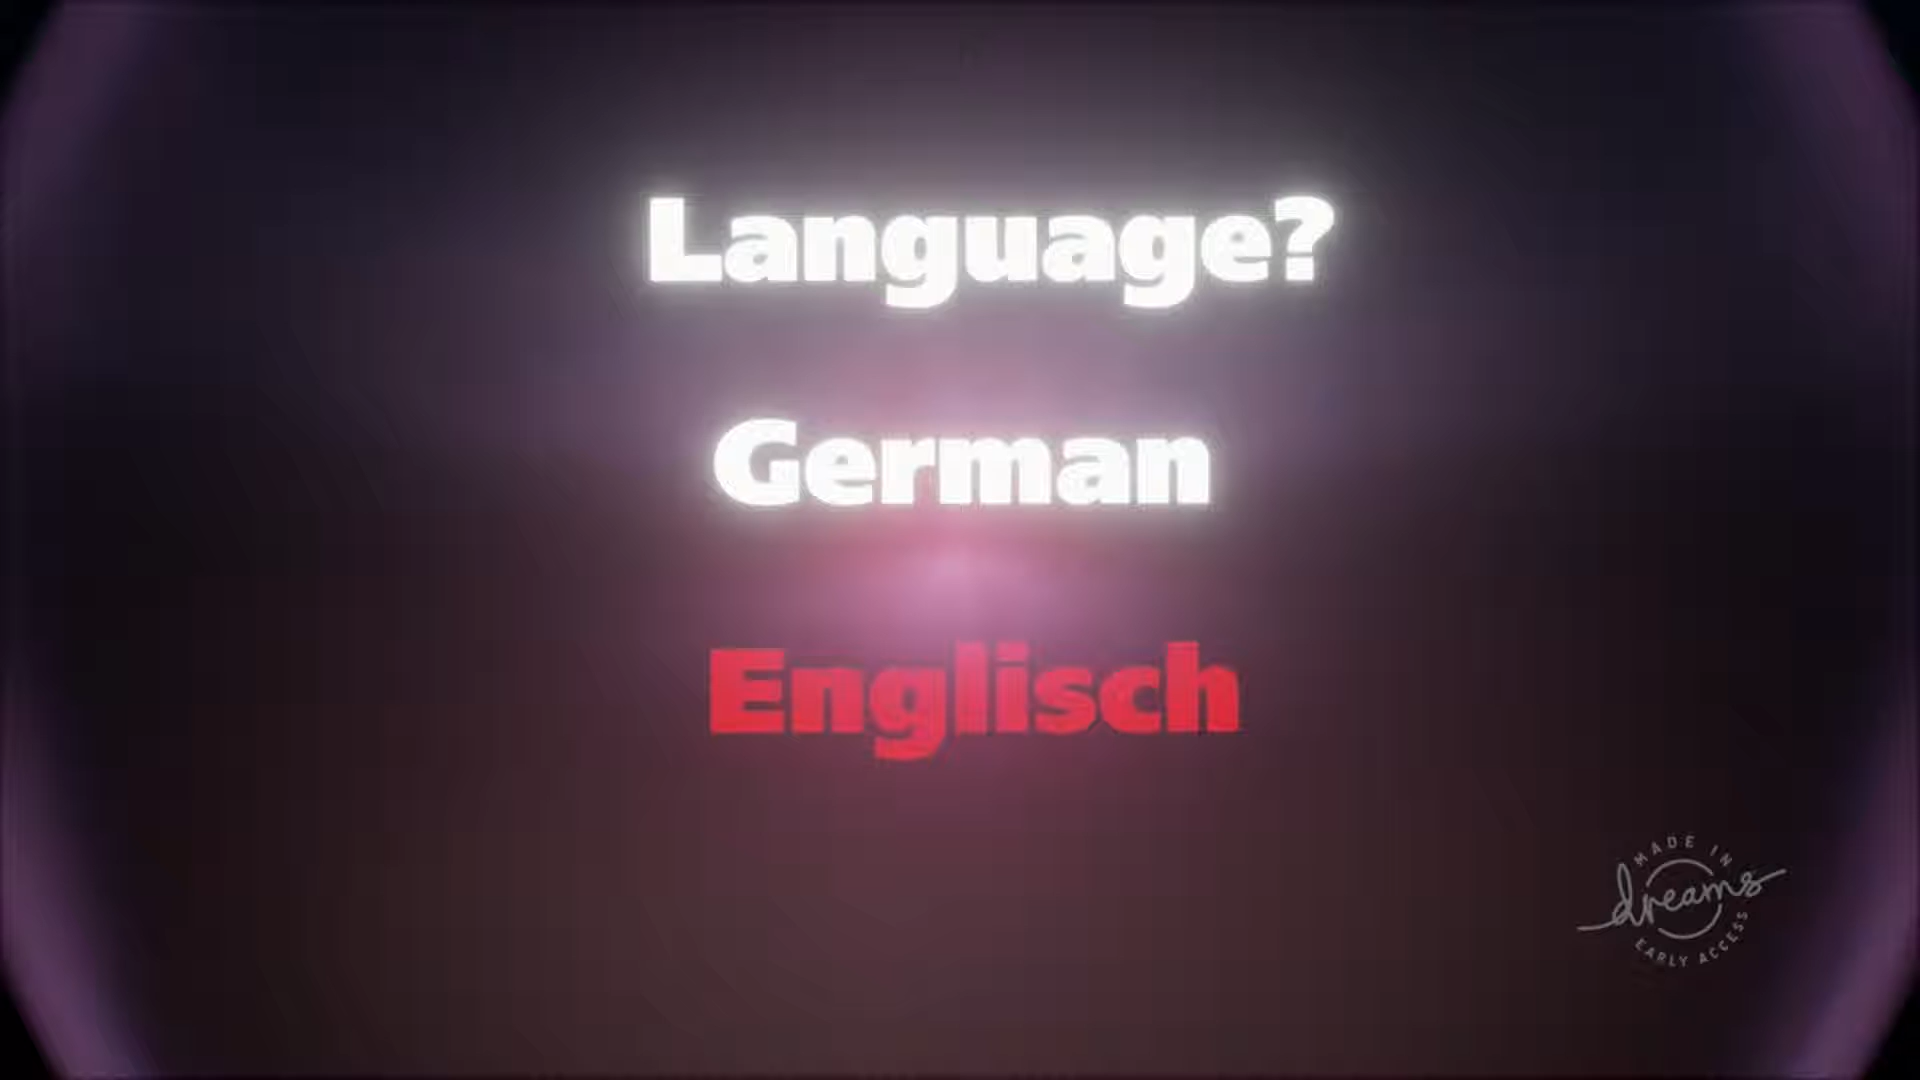 Language?
German
Englisch
MADE IN
dreams
EARLY ACCESS